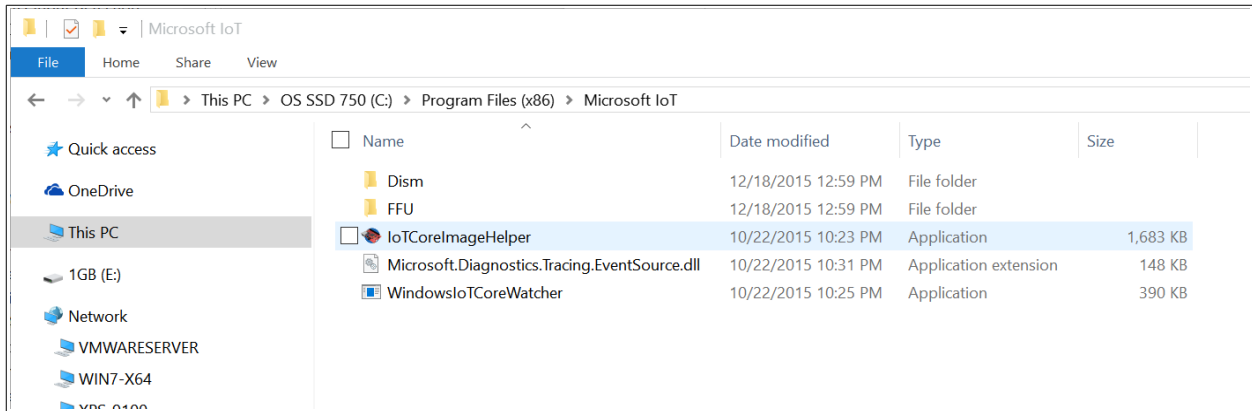 Microsoft IoT
File Home Share View
This PC > OS SSD 750 (C:) > Program Files (x86) > Microsoft IoT
Name Date modified Type Size
Quick access
OneDrive
This PC
1GB (E:)
Network
VMWARESERVER
WIN7-X64
Dism 12/18/2015 12:59 PM File folder
FFU 12/18/2015 12:59 PM File folder
IoTCoreImageHelper 10/22/2015 10:23 PM Application 1,683 KB
Microsoft.Diagnostics.Tracing.EventSource.dll 10/22/2015 10:31 PM Application extension 148 KB
WindowsIoTCoreWatcher 10/22/2015 10:25 PM Application 390 KB